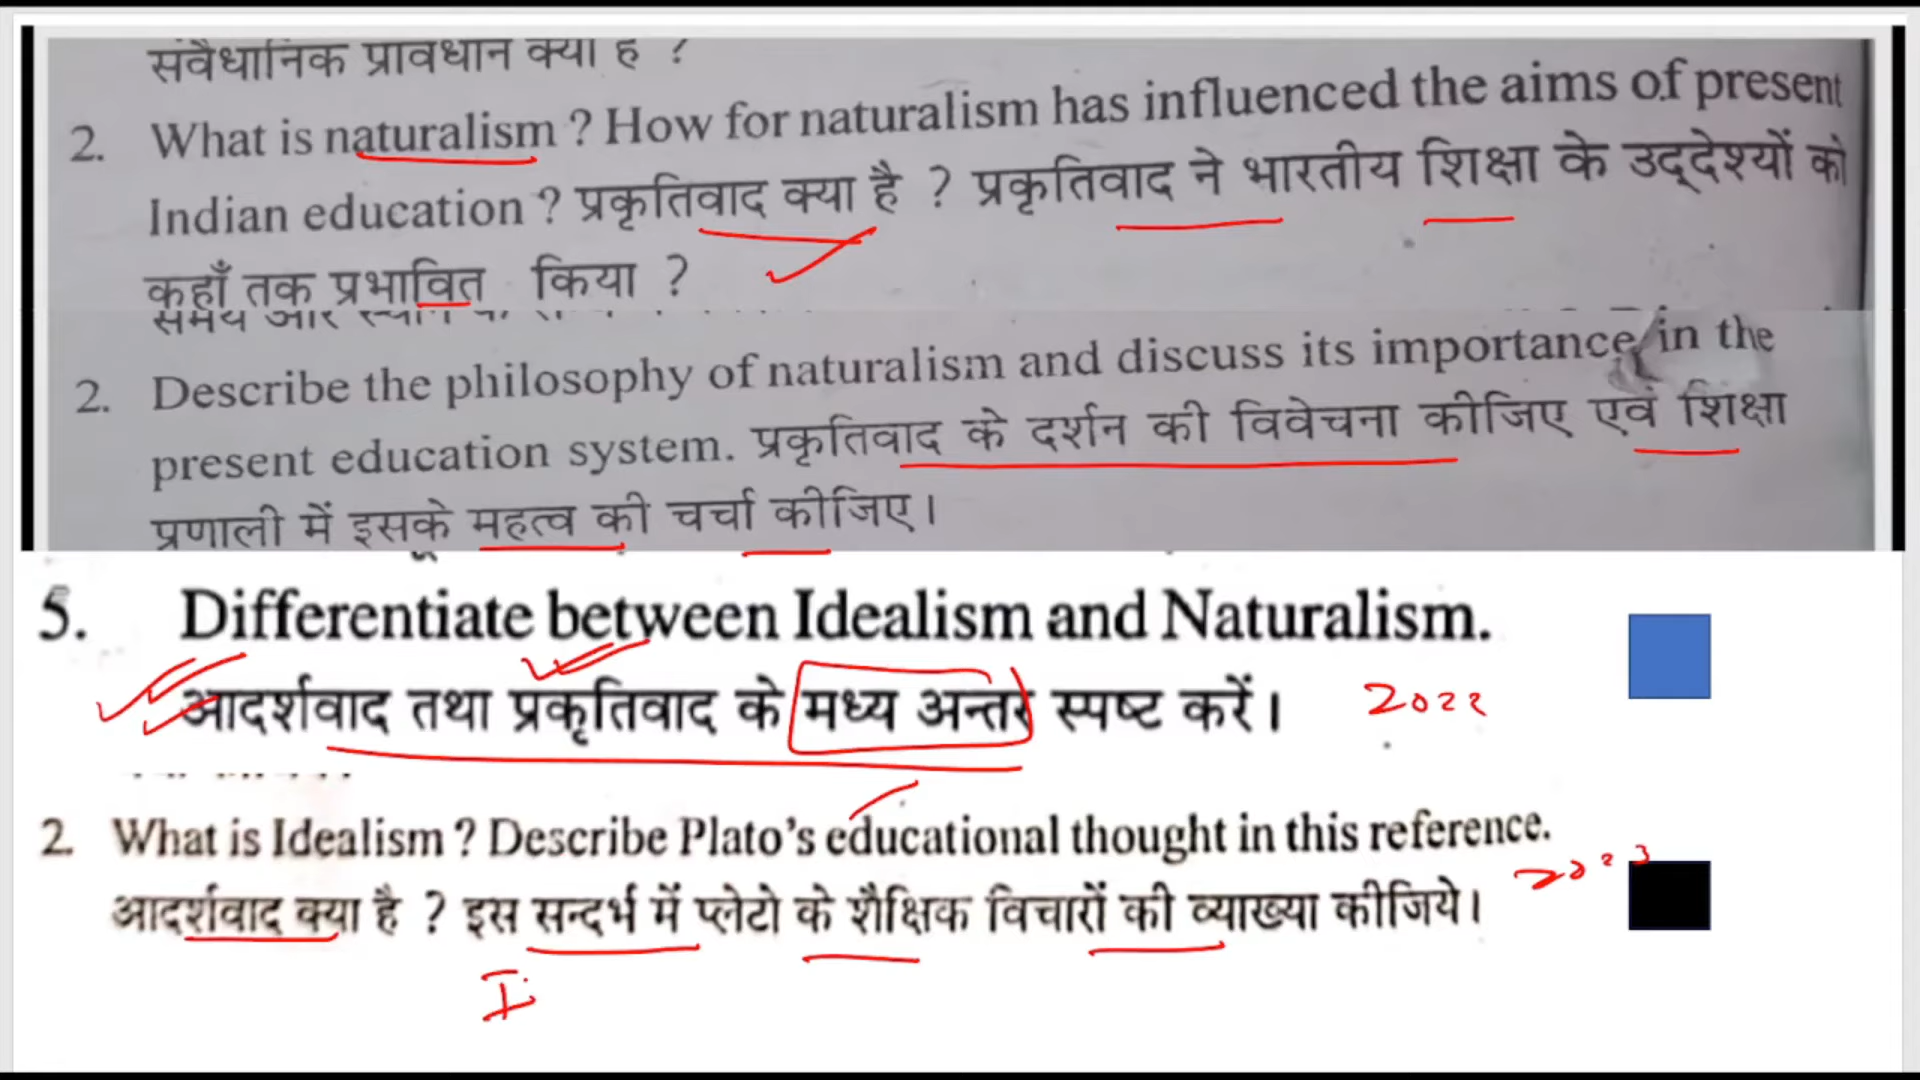 संवैधानिक प्रावधान क्या है ?
2. What is naturalism ? How for naturalism has influenced the aims of present
Indian education ? प्रकृतिवाद क्या है ? प्रकृतिवाद ने भारतीय शिक्षा के उद्देश्यों को
कहाँ तक प्रभावित किया ?
समय और स्थान
2. Describe the philosophy of naturalism and discuss its importance in the
present education system. प्रकृतिवाद के दर्शन की विवेचना कीजिए एवं शिक्षा
प्रणाली में इसके महत्व की चर्चा कीजिए।
5. Differentiate between Idealism and Naturalism.
आदर्शवाद तथा प्रकृतिवाद के मध्य अन्तर स्पष्ट करें। 2022
2. What is Idealism ? Describe Plato's educational thought in this reference.
2023
आदर्शवाद क्या है ? इस सन्दर्भ में प्लेटो के शैक्षिक विचारों की व्याख्या कीजिये।
I